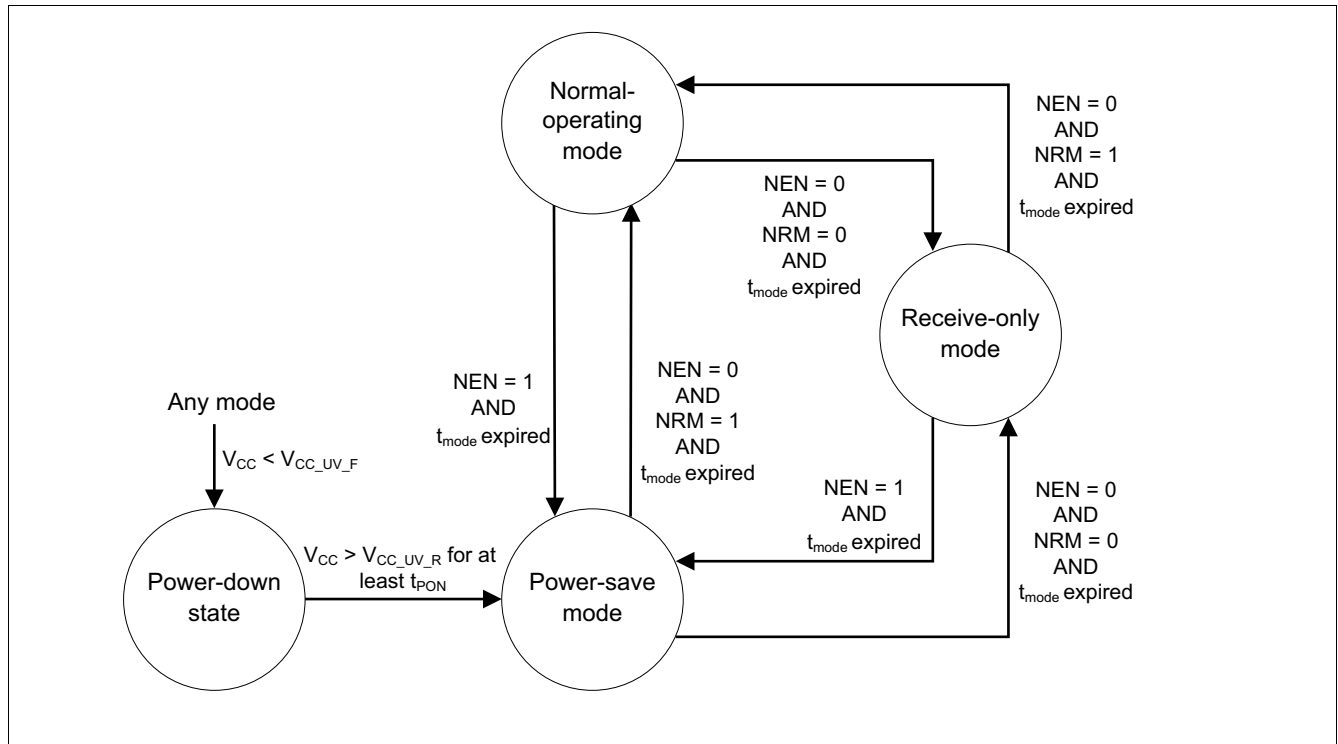 Normal-
operating
mode
NEN = 0
AND
NRM = 1
AND
tmode expired
NEN = 0
AND
NRM = 0
AND
tmode expired
Receive-only
mode
NEN = 1
AND
tmode expired
NEN = 0
AND
NRM = 1
AND
tmode expired
Any mode
VCC < VCC_UV_F
NEN = 1
AND
tmode expired
NEN = 0
AND
NRM = 0
AND
tmode expired
Power-down
state
VCC > VCC_UV_R for at
least tPON
Power-save
mode